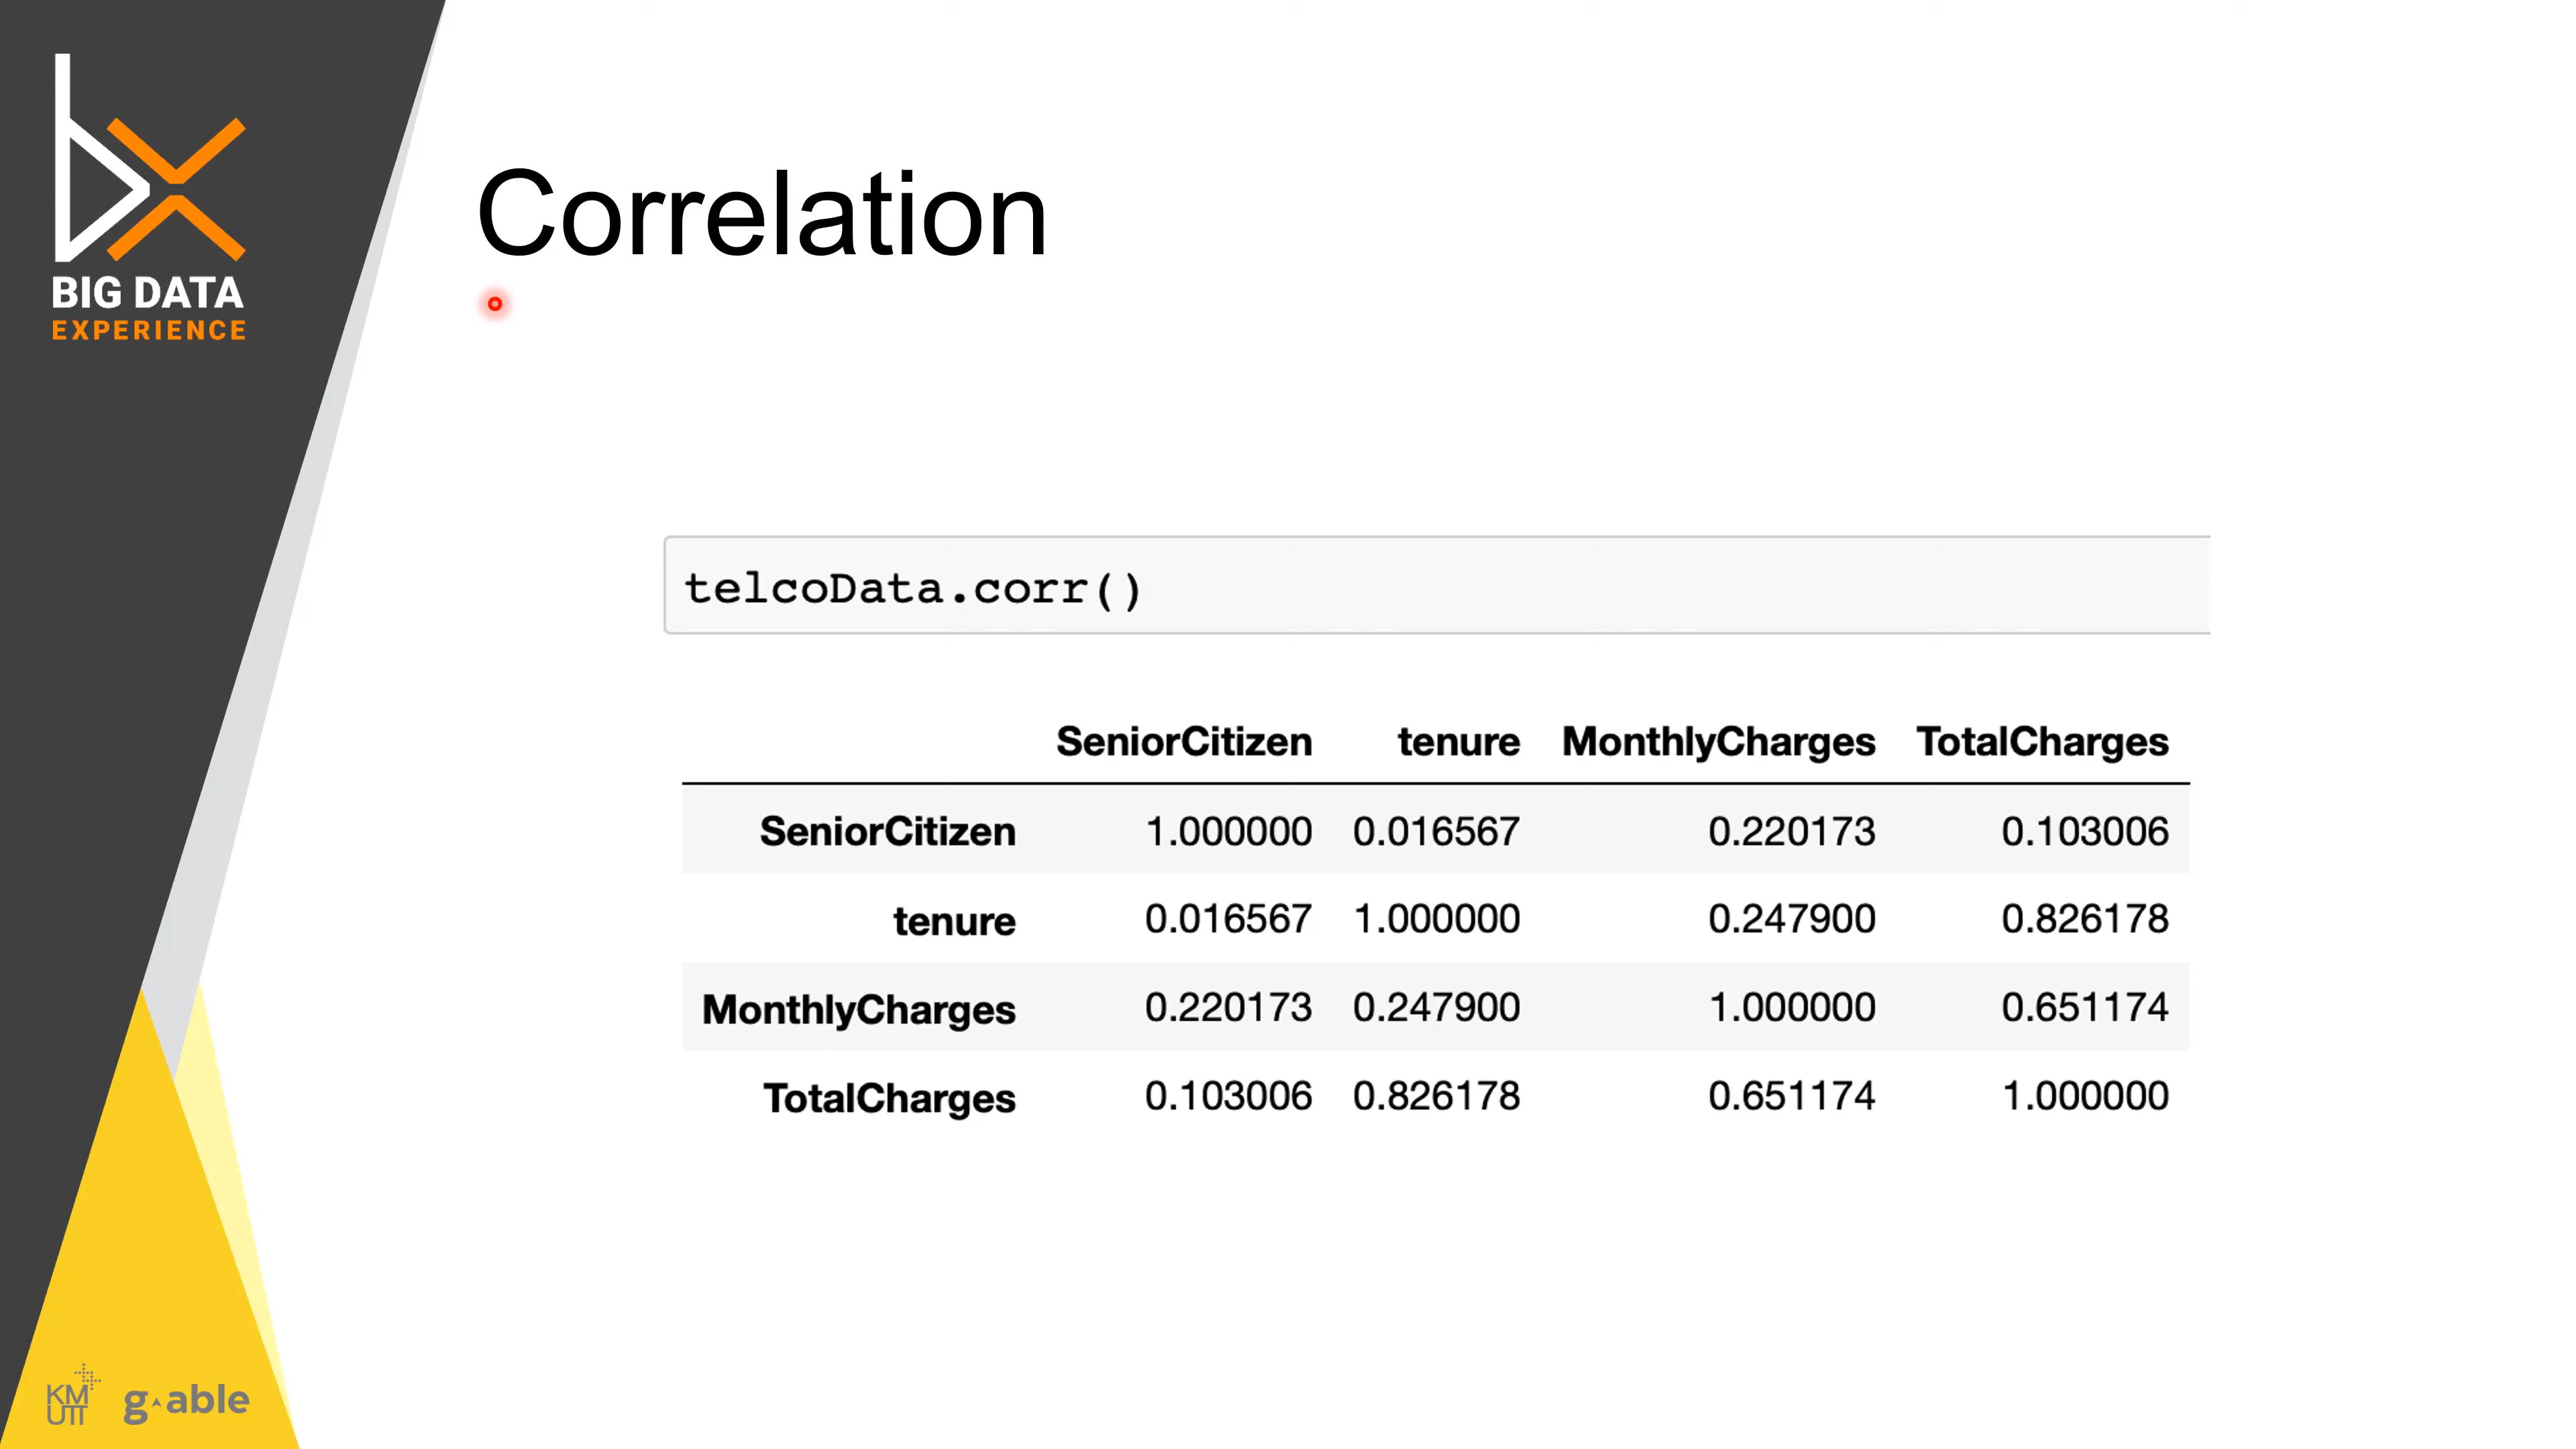 BIG DATA
EXPERIENCE
Correlation
telcoData.corr()
SeniorCitizen tenure MonthlyCharges TotalCharges
SeniorCitizen 1.000000 0.016567 0.220173 0.103006
tenure 0.016567 1.000000 0.247900 0.826178
MonthlyCharges 0.220173 0.247900 1.000000 0.651174
TotalCharges 0.103006 0.826178 0.651174 1.000000
KM
UTT
g able